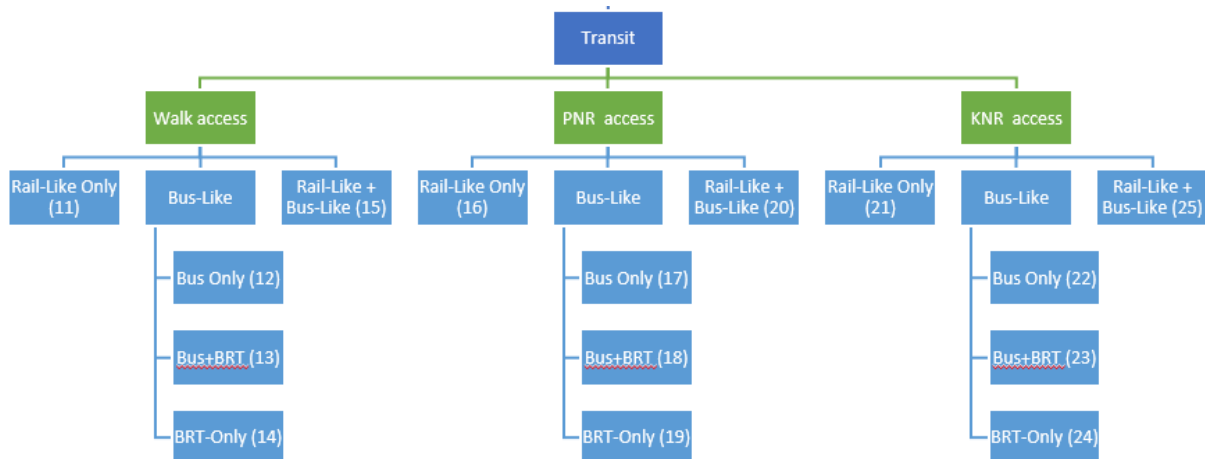 Transit
Walk access
PNR access
KNR access
Rail-Like Only
(11)
Bus-Like
Rail-Like +
Bus-Like (15)
Rail-Like Only
(16)
Bus-Like
Rail-Like +
Bus-Like (20)
Rail-Like Only
(21)
Bus-Like
Rail-Like +
Bus-Like (25)
Bus Only (12)
Bus Only (17)
Bus Only (22)
Bus+BRT (13)
Bus+BRT (18)
Bus+BRT (23)
BRT-Only (14)
BRT-Only (19)
BRT-Only (24)